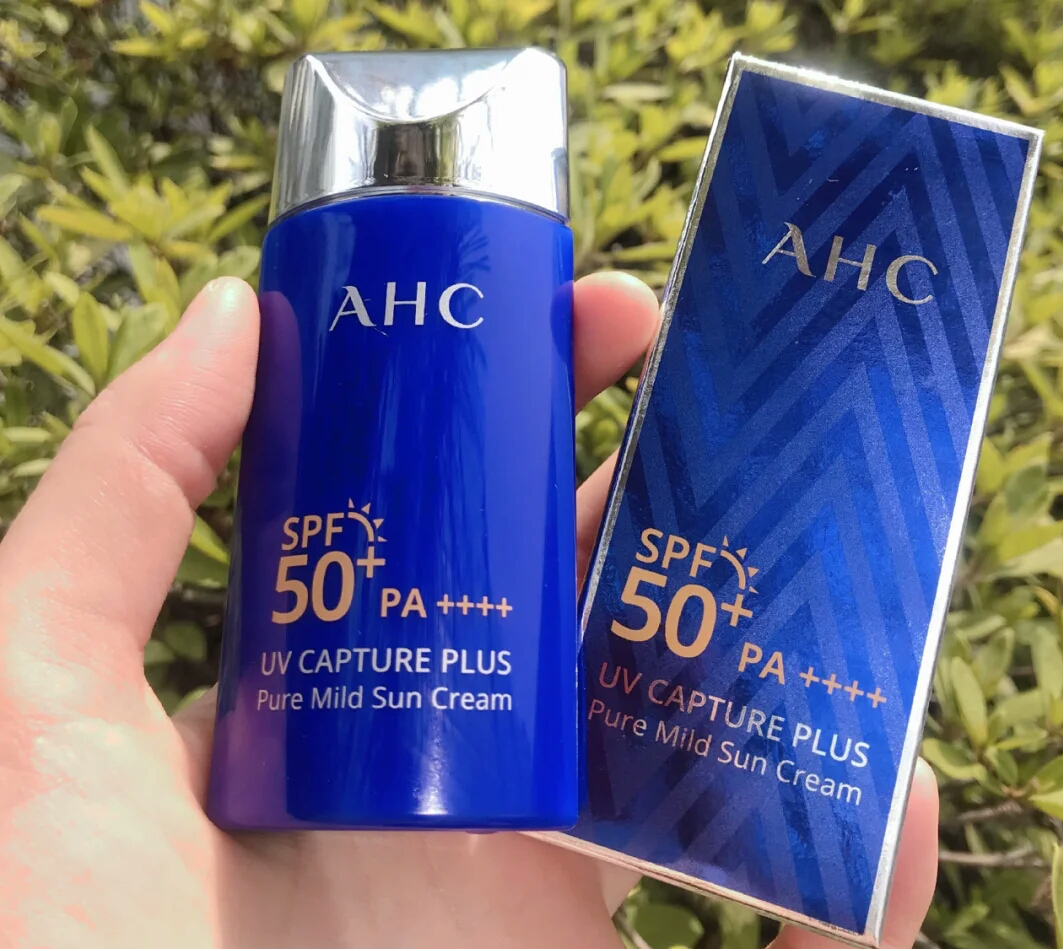 AHC
SPF
50+ PA ++++
UV CAPTURE PLUS
Pure Mild Sun Cream
AHC
SPF
50+ PA ++++
UV CAPTURE PLUS
Pure Mild Sun Cream